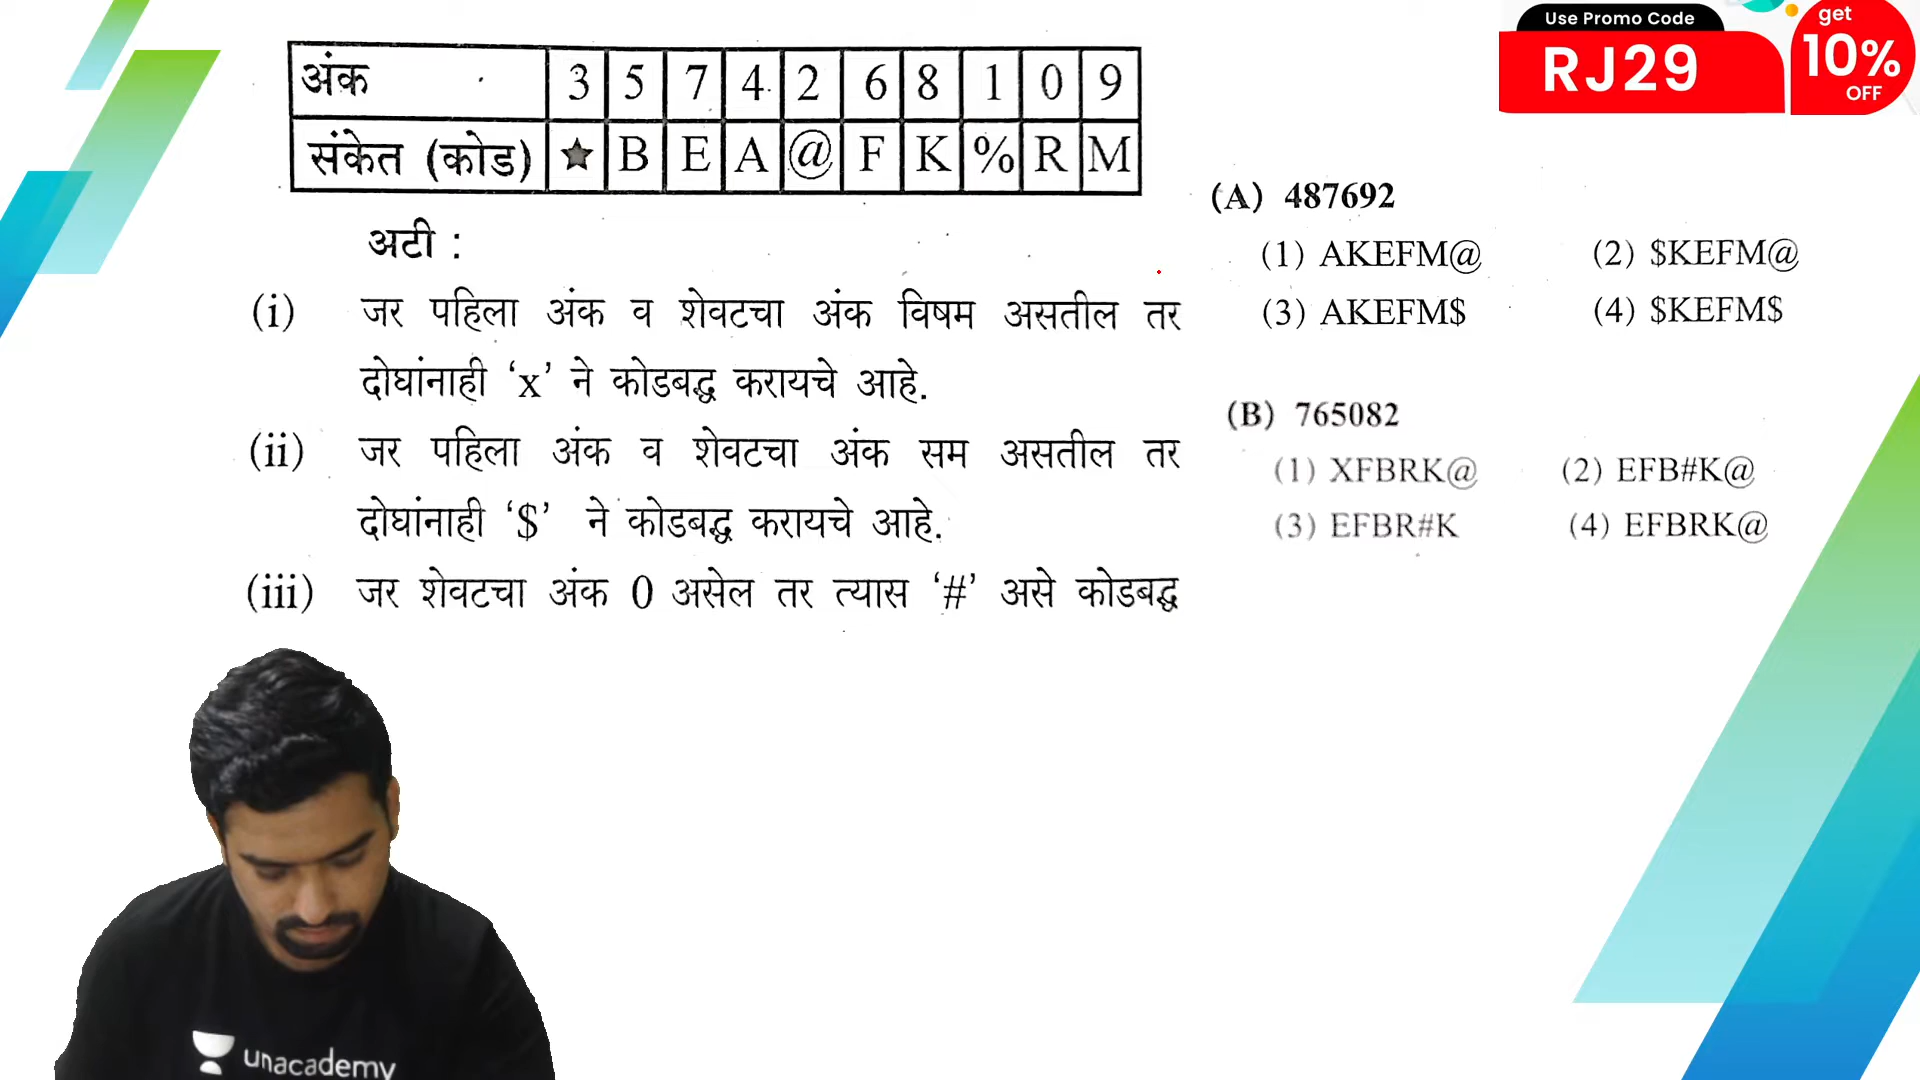 अंक 3 5 7 4 2 6 8 1 0 9
संकेत (कोड) ★ B E A @ F K % R M
अटी :
(i) जर पहिला अंक व शेवटचा अंक विषम असतील तर
दोघांनाही ‘x’ ने कोडबद्ध करायचे आहे.
(ii) जर पहिला अंक व शेवटचा अंक सम असतील तर
दोघांनाही ‘$’ ने कोडबद्ध करायचे आहे.
(iii) जर शेवटचा अंक 0 असेल तर त्यास ‘#’ असे कोडबद्ध
Use Promo Code
RJ29
get
10%
OFF
(A) 487692
(1) AKEFM@ (2) $KEFM@
(3) AKEFM$ (4) $KEFM$
(B) 765082
(1) XFBRK@ (2) EFB#K@
(3) EFBR#K (4) EFBRK@
unacademy